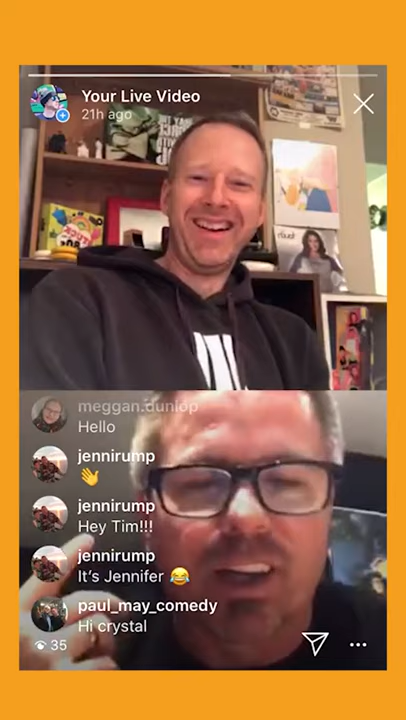 Your Live Video
21h ago
meggan.dunlop
Hello
jennirump
👋
jennirump
Hey Tim!!!
jennirump
It's Jennifer 😂
paul_may_comedy
Hi crystal
35